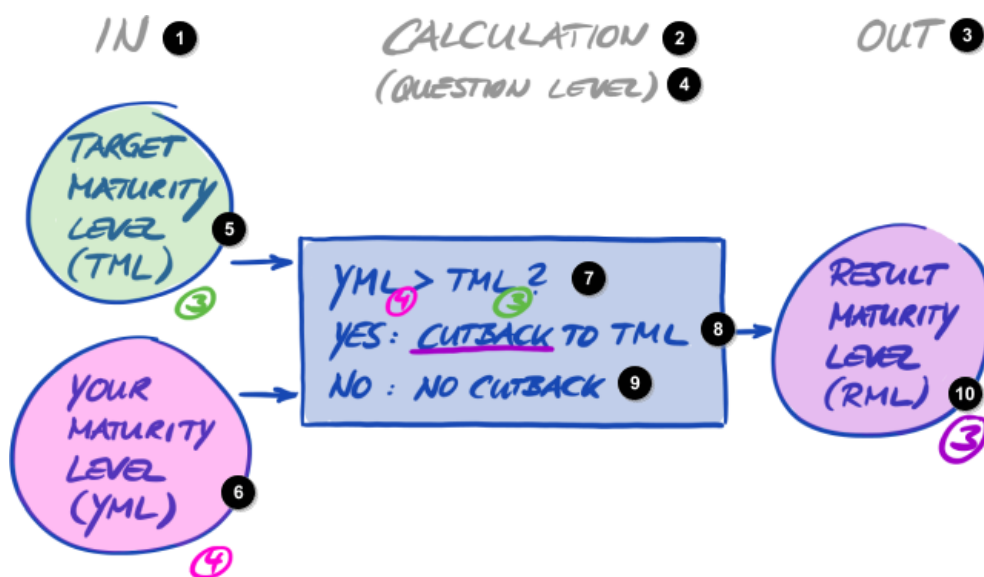 IN 1
CALCULATION 2
OUT 3
(QUESTION LEVEL) 4
TARGET
MATURITY
LEVEL 5
(TML)
3
YOUR
MATURITY
LEVEL
(YML) 6
4
YML > TML ? 7
4 3
YES: CUTBACK TO TML 8
NO: NO CUTBACK 9
RESULT
MATURITY
LEVEL
(RML) 10
3